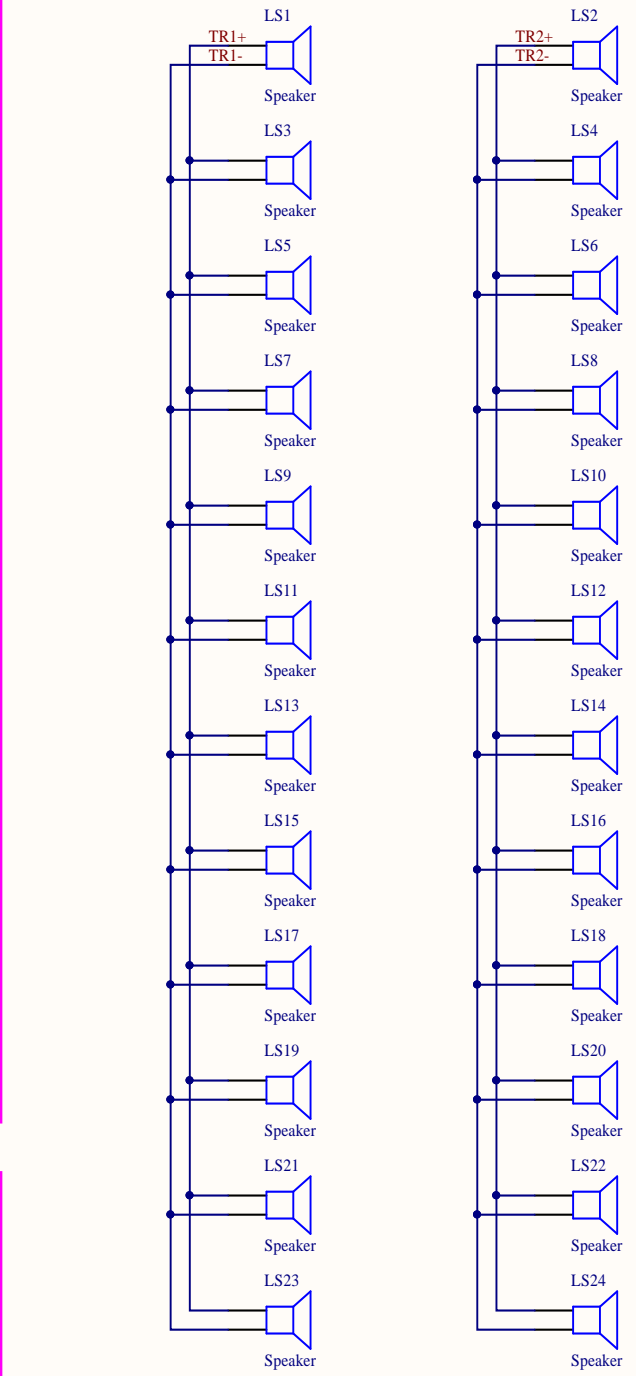 LS1
TR1+
TR1-
Speaker
LS3
Speaker
LS5
Speaker
LS7
Speaker
LS9
Speaker
LS11
Speaker
LS13
Speaker
LS15
Speaker
LS17
Speaker
LS19
Speaker
LS21
Speaker
LS23
Speaker
LS2
TR2+
TR2-
Speaker
LS4
Speaker
LS6
Speaker
LS8
Speaker
LS10
Speaker
LS12
Speaker
LS14
Speaker
LS16
Speaker
LS18
Speaker
LS20
Speaker
LS22
Speaker
LS24
Speaker